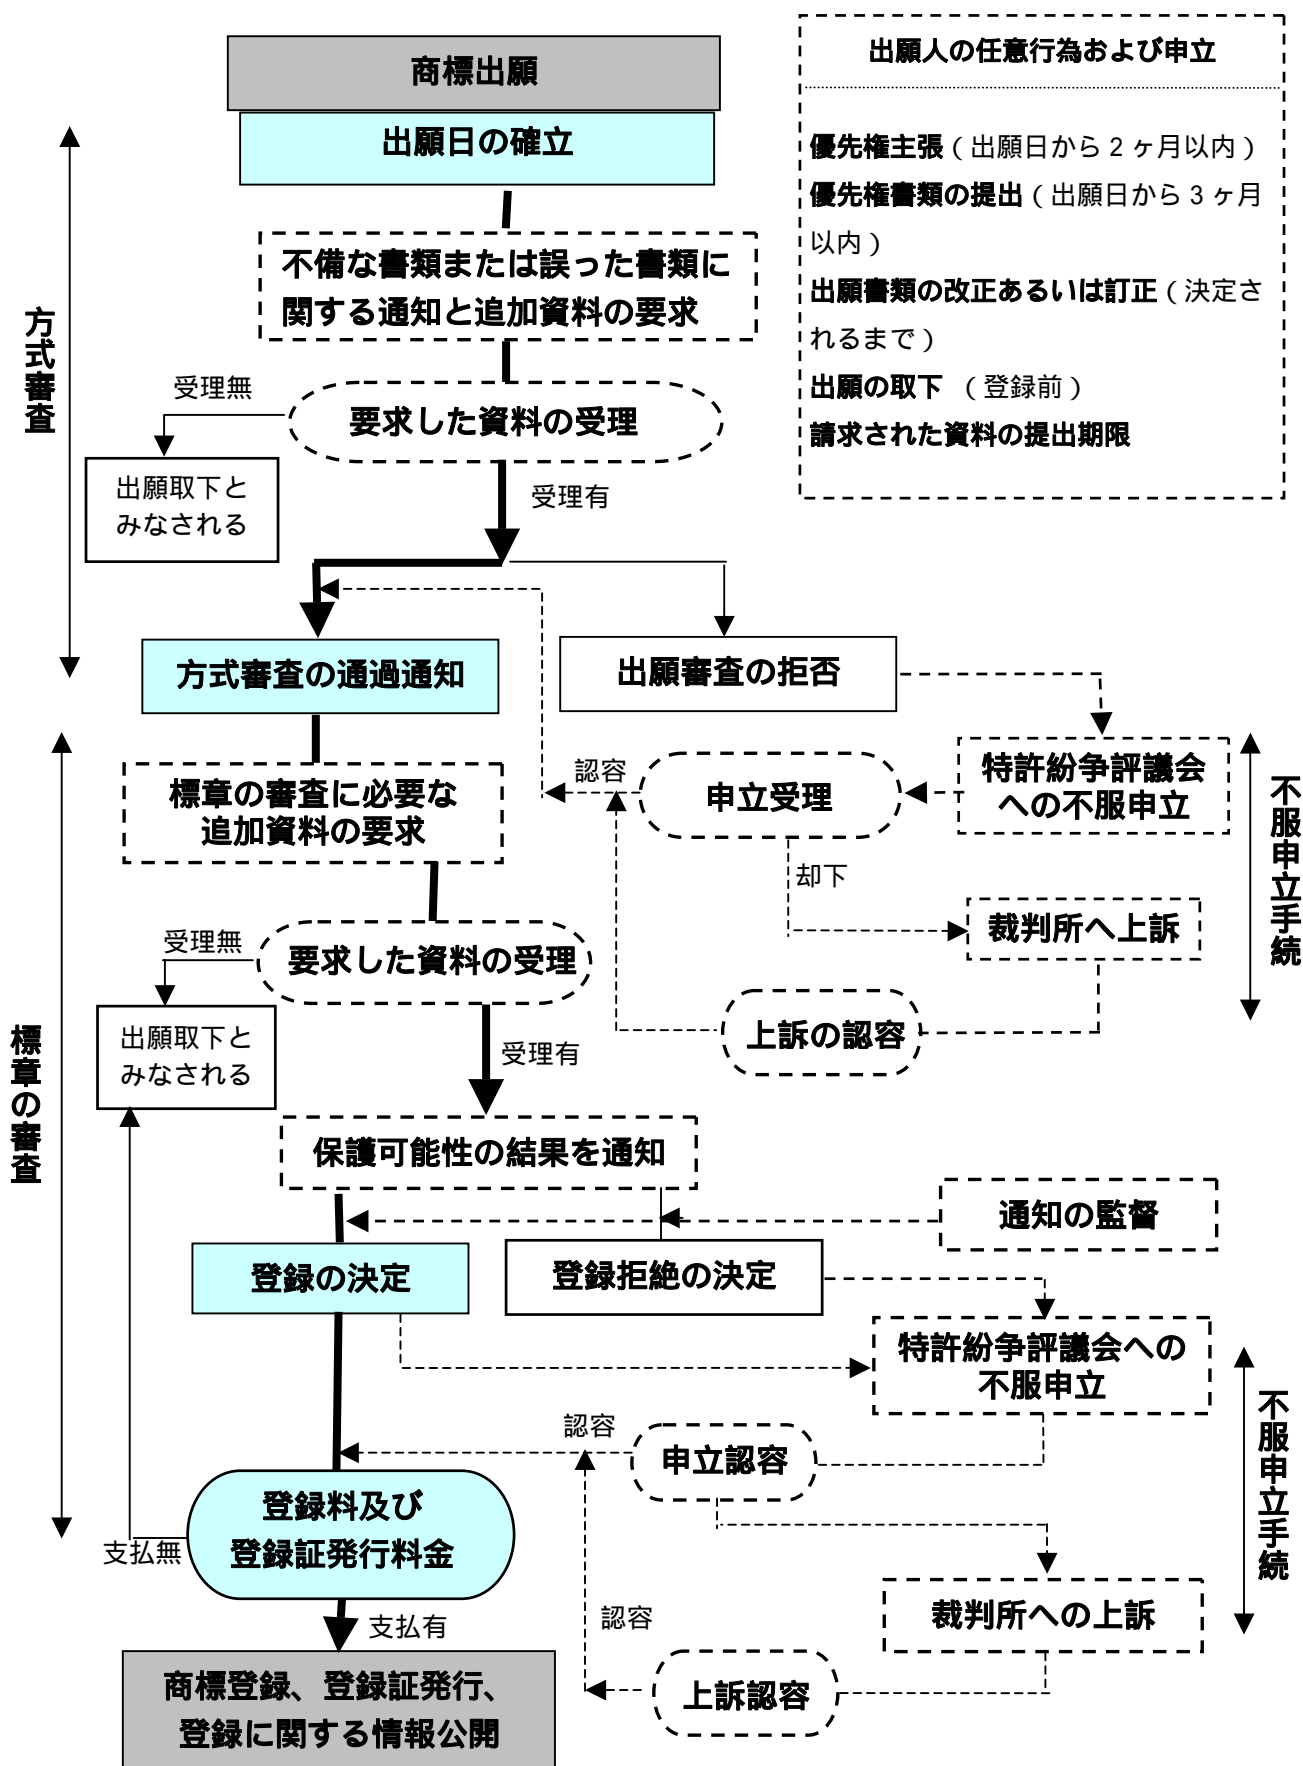 商標出願
出願日の確立
出願人の任意行為および申立
優先権主張（出願日から２ヶ月以内）
優先権書類の提出（出願日から３ヶ月
以内）
出願書類の改正あるいは訂正（決定さ
れるまで）
出願の取下　（登録前）
請求された資料の提出期限
方式審査
不備な書類または誤った書類に
関する通知と追加資料の要求
受理無
要求した資料の受理
出願取下と
みなされる
受理有
方式審査の通過通知
出願審査の拒否
標章の審査に必要な
追加資料の要求
認容
申立受理
特許紛争評議会
への不服申立
却下
裁判所へ上訴
上訴の認容
不服申立手続
標章の審査
受理無
要求した資料の受理
出願取下と
みなされる
受理有
保護可能性の結果を通知
通知の監督
登録の決定
登録拒絶の決定
特許紛争評議会への
不服申立
認容
申立認容
不服申立手続
登録料及び
登録証発行料金
支払無
裁判所への上訴
認容
上訴認容
支払有
商標登録、登録証発行、
登録に関する情報公開